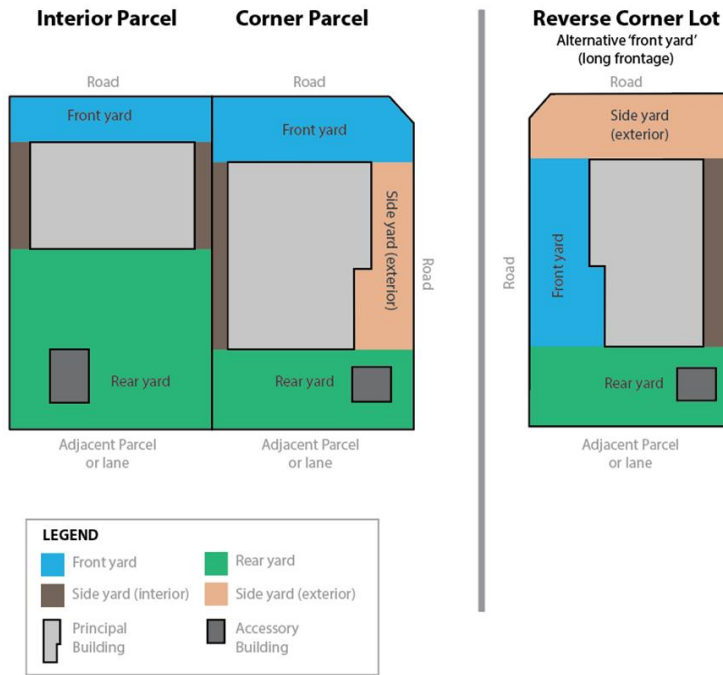 Interior Parcel
Corner Parcel
Reverse Corner Lot
Alternative ‘front yard’
(long frontage)
Road
Road
Road
Front yard
Front yard
Side yard
(exterior)
Side yard (exterior)
Road
Road
Front yard
Rear yard
Rear yard
Rear yard
Adjacent Parcel
or lane
Adjacent Parcel
or lane
Adjacent Parcel
or lane
LEGEND
Front yard
Rear yard
Side yard (interior)
Side yard (exterior)
Principal
Building
Accessory
Building